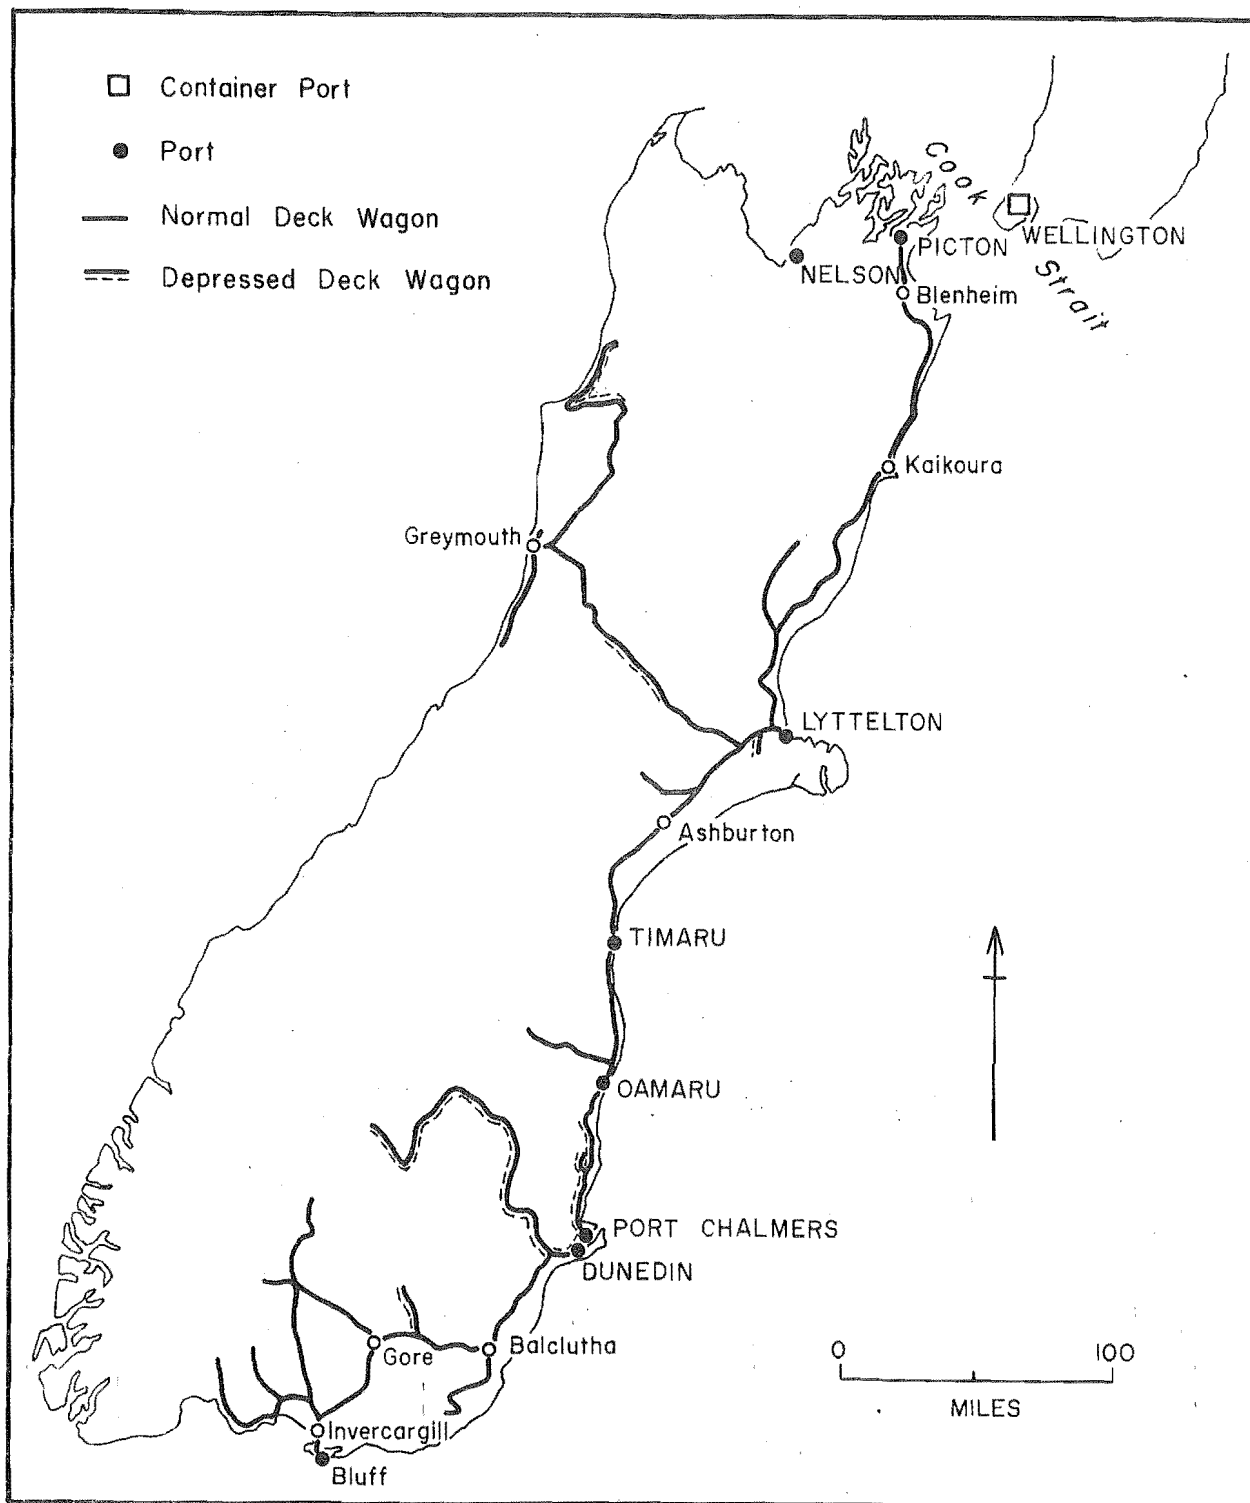 Container Port
Port
Normal Deck Wagon
Depressed Deck Wagon
Cook
Strait
WELLINGTON
PICTON
NELSON
Blenheim
Kaikoura
Greymouth
LYTTELTON
Ashburton
TIMARU
OAMARU
PORT CHALMERS
DUNEDIN
Balclutha
Gore
Invercargill
Bluff
0 100
MILES